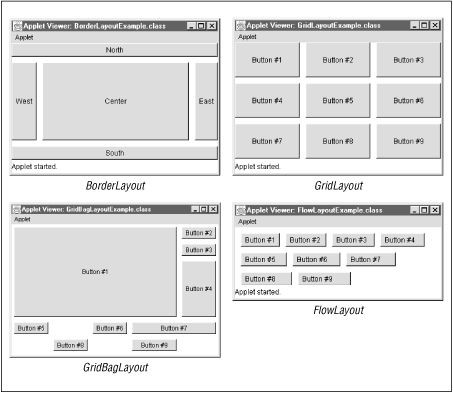 Applet Viewer: BorderLayoutExample.class
Applet
North
West
Center
East
South
Applet started.
BorderLayout
Applet Viewer: GridLayoutExample.class
Applet
Button #1 Button #2 Button #3
Button #4 Button #5 Button #6
Button #7 Button #8 Button #9
Applet started.
GridLayout
Applet Viewer: GridBagLayoutExample.class
Applet
Button #1
Button #2
Button #3
Button #4
Button #5 Button #6 Button #7
Button #8 Button #9
GridBagLayout
Applet Viewer: FlowLayoutExample.class
Applet
Button #1 Button #2 Button #3 Button #4
Button #5 Button #6 Button #7
Button #8 Button #9
Applet started.
FlowLayout